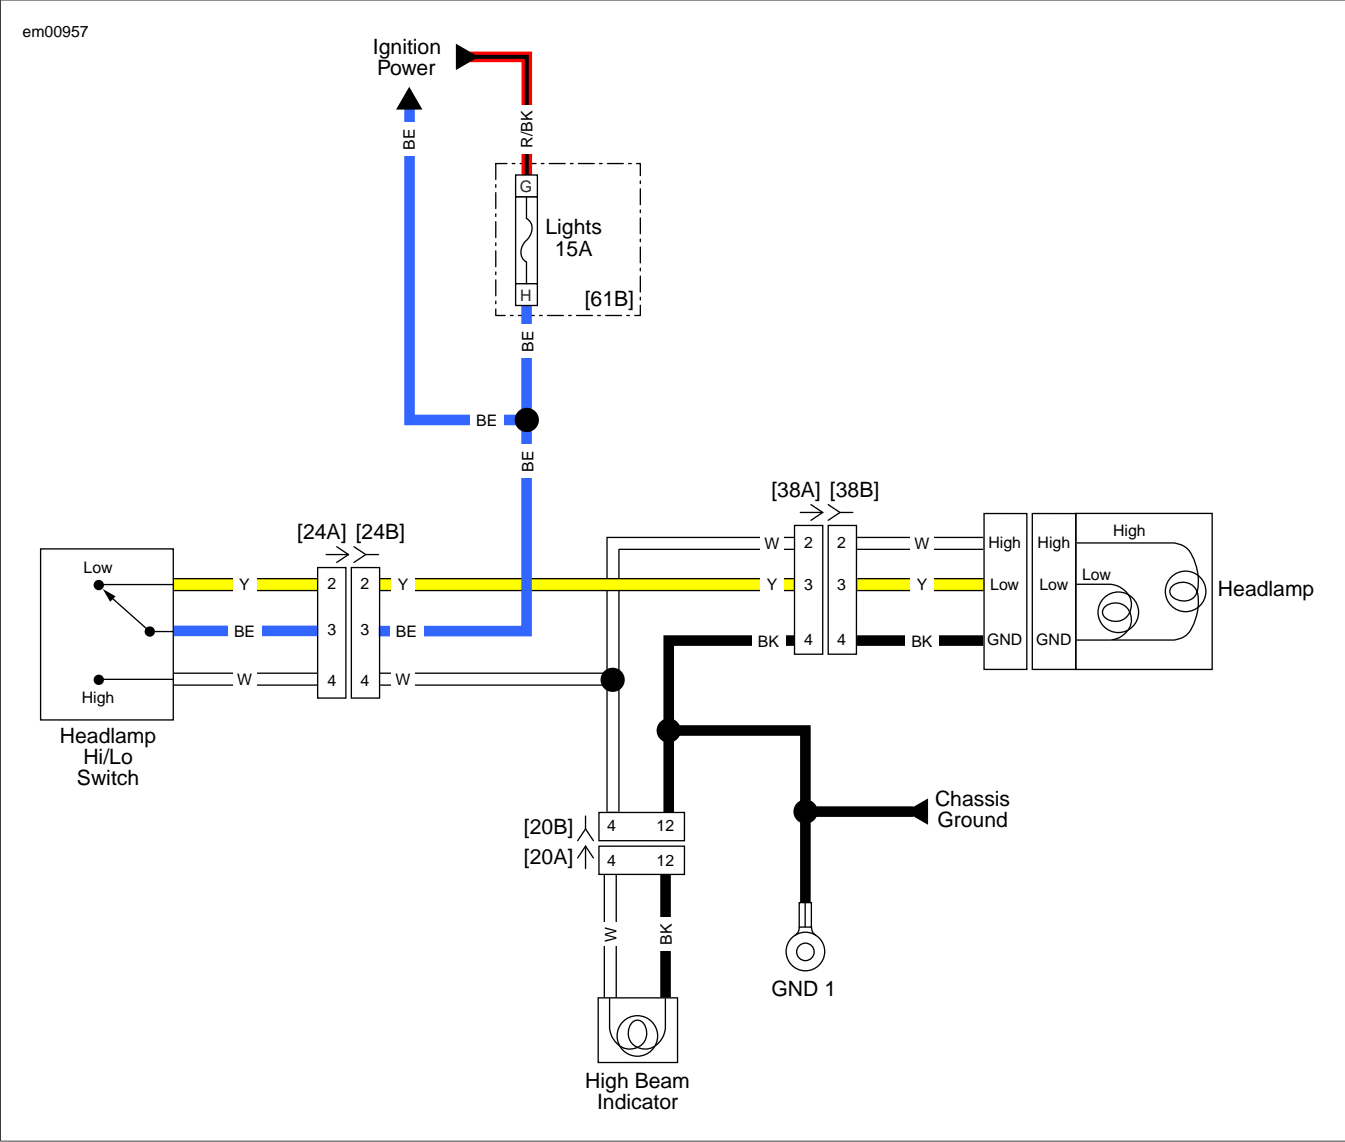 em00957
Ignition
Power
BE
R/BK
G
Lights
15A
H
[61B]
BE
BE
BE
[24A] [24B]
[38A] [38B]
Low
Y 2 2 Y
BE 3 3 BE
W 4 4 W
High
Headlamp
Hi/Lo
Switch
W 2 2 W High High High
Y 3 3 Y Low Low Low
BK 4 4 BK GND GND
Headlamp
[20B] 4 12
[20A] 4 12
Chassis
Ground
W BK
GND 1
High Beam
Indicator